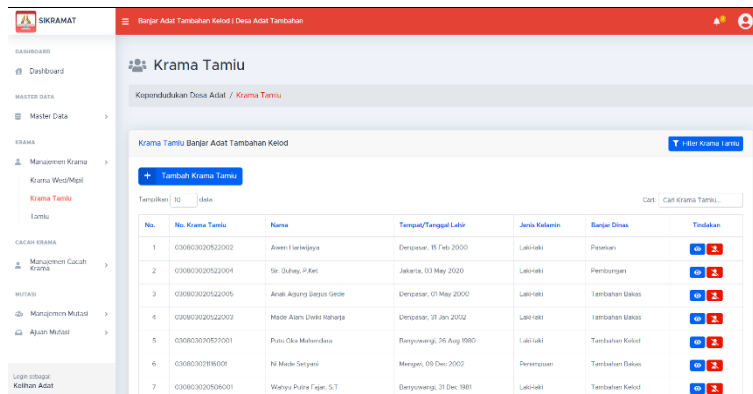 SIKRAMAT
Banjar Adat Tambahan Kelod | Desa Adat Tambahan
DASHBOARD
Dashboard
MASTER DATA
Master Data
KRAMA
Manajemen Krama
Krama Wed/Mipil
Krama Tamiu
Tamiu
CACAH KRAMA
Manajemen Cacah
Krama
MUTASI
Manajemen Mutasi
Ajuan Mutasi
Login sebagai:
Kelihan Adat
Krama Tamiu
Kependudukan Desa Adat / Krama Tamiu
Krama Tamiu Banjar Adat Tambahan Kelod
Filter Krama Tamiu
+ Tambah Krama Tamiu
Tampilkan 10 data
Cari: Cari Krama Tamiu...
No. No. Krama Tamiu Nama Tempat/Tanggal Lahir Jenis Kelamin Banjar Dinas Tindakan
1 030803020522002 Awen Hariwijaya Denpasar, 15 Feb 2000 Laki-laki Pasekan
2 030803020522004 Sir. Buhay, P.Ket Jakarta, 03 May 2020 Laki-laki Pembungan
3 030803020522005 Anak Agung Bagus Gede Denpasar, 01 May 2000 Laki-laki Tambahan Bakas
4 030803020522003 Made Alani Dwiki Raharja Denpasar, 31 Jan 2002 Laki-laki Tambahan Bakas
5 030803020522001 Putu Oka Mahendara Banyuwangi, 26 Aug 1980 Laki-laki Tambahan Kelod
6 030803021116001 Ni Made Setyani Mengwi, 09 Dec 2002 Perempuan Tambahan Bakas
7 030803020506001 Wahyu Putra Fajar, S.T Banyuwangi, 31 Dec 1981 Laki-laki Tambahan Kelod